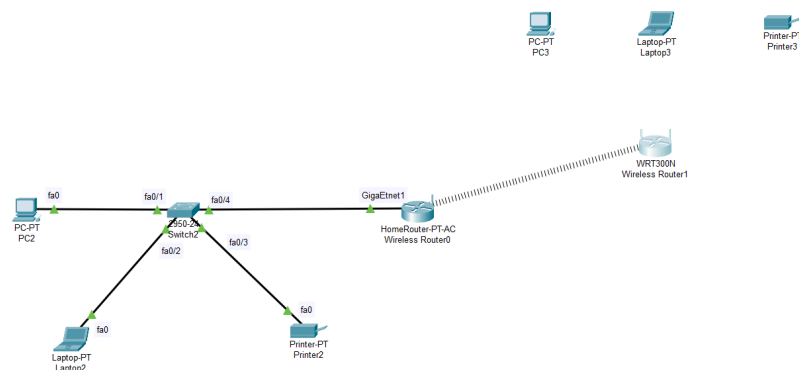 PC-PT
PC3
Laptop-PT
Laptop3
Printer-PT
Printer3
WRT300N
Wireless Router1
fa0
fa0/1
fa0/4
GigaEtnet1
PC-PT
PC2
2950-24
Switch2
HomeRouter-PT-AC
Wireless Router0
fa0/2
fa0/3
fa0
fa0
Laptop-PT
Laptop2
Printer-PT
Printer2